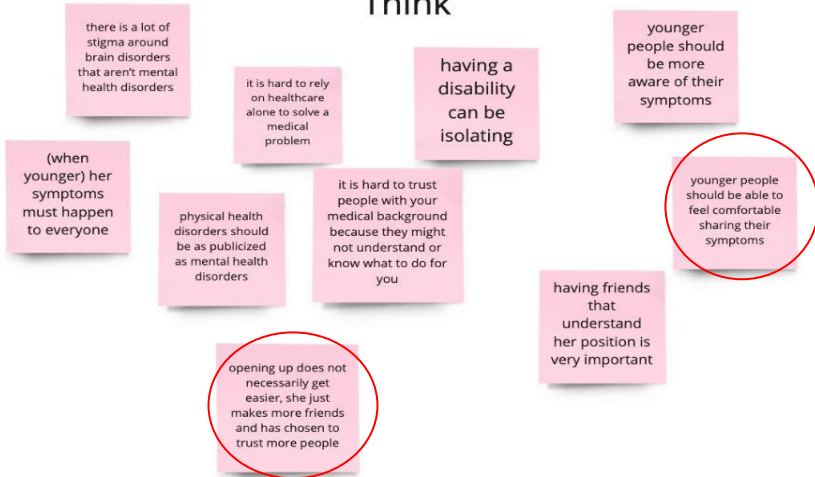 Think
there is a lot of
stigma around
brain disorders
that aren't mental
health disorders
it is hard to rely
on healthcare
alone to solve a
medical
problem
having a
disability
can be
isolating
younger
people should
be more
aware of their
symptoms
(when
younger) her
symptoms
must happen
to everyone
physical health
disorders should
be as publicized
as mental health
disorders
it is hard to trust
people with your
medical background
because they might
not understand or
know what to do for
you
younger people
should be able to
feel comfortable
sharing their
symptoms
having friends
that
understand
her position is
very important
opening up does not
necessarily get
easier, she just
makes more friends
and has chosen to
trust more people